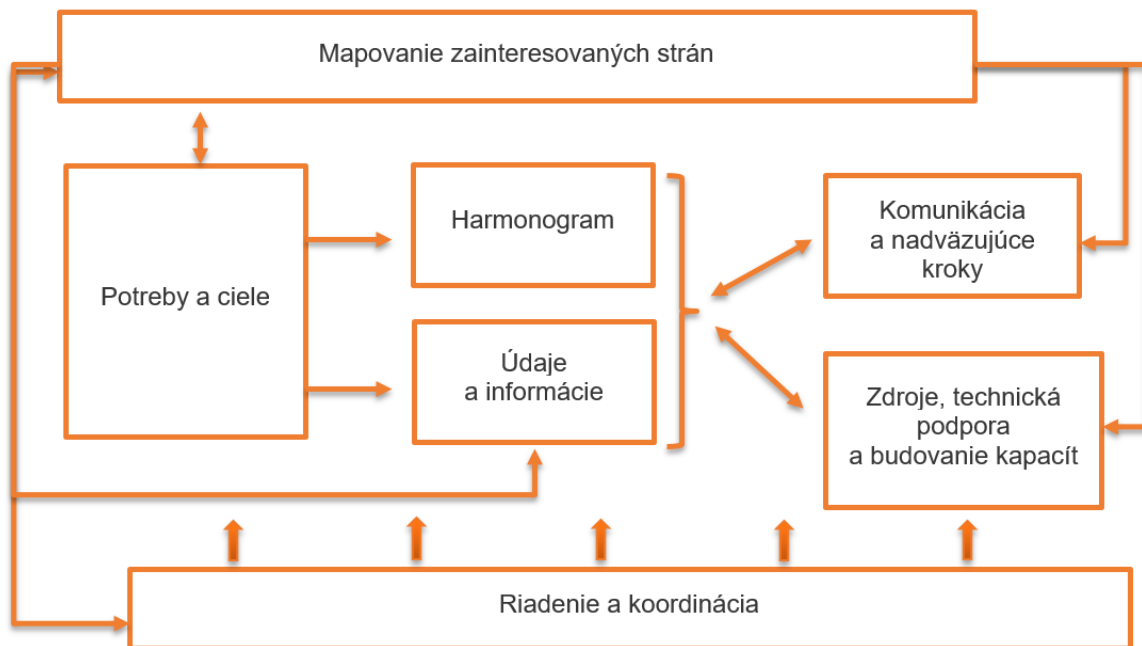 Mapovanie zainteresovaných strán
Potreby a ciele
Harmonogram
Údaje
a informácie
Komunikácia
a nadväzujúce
kroky
Zdroje, technická
podpora
a budovanie kapacít
Riadenie a koordinácia